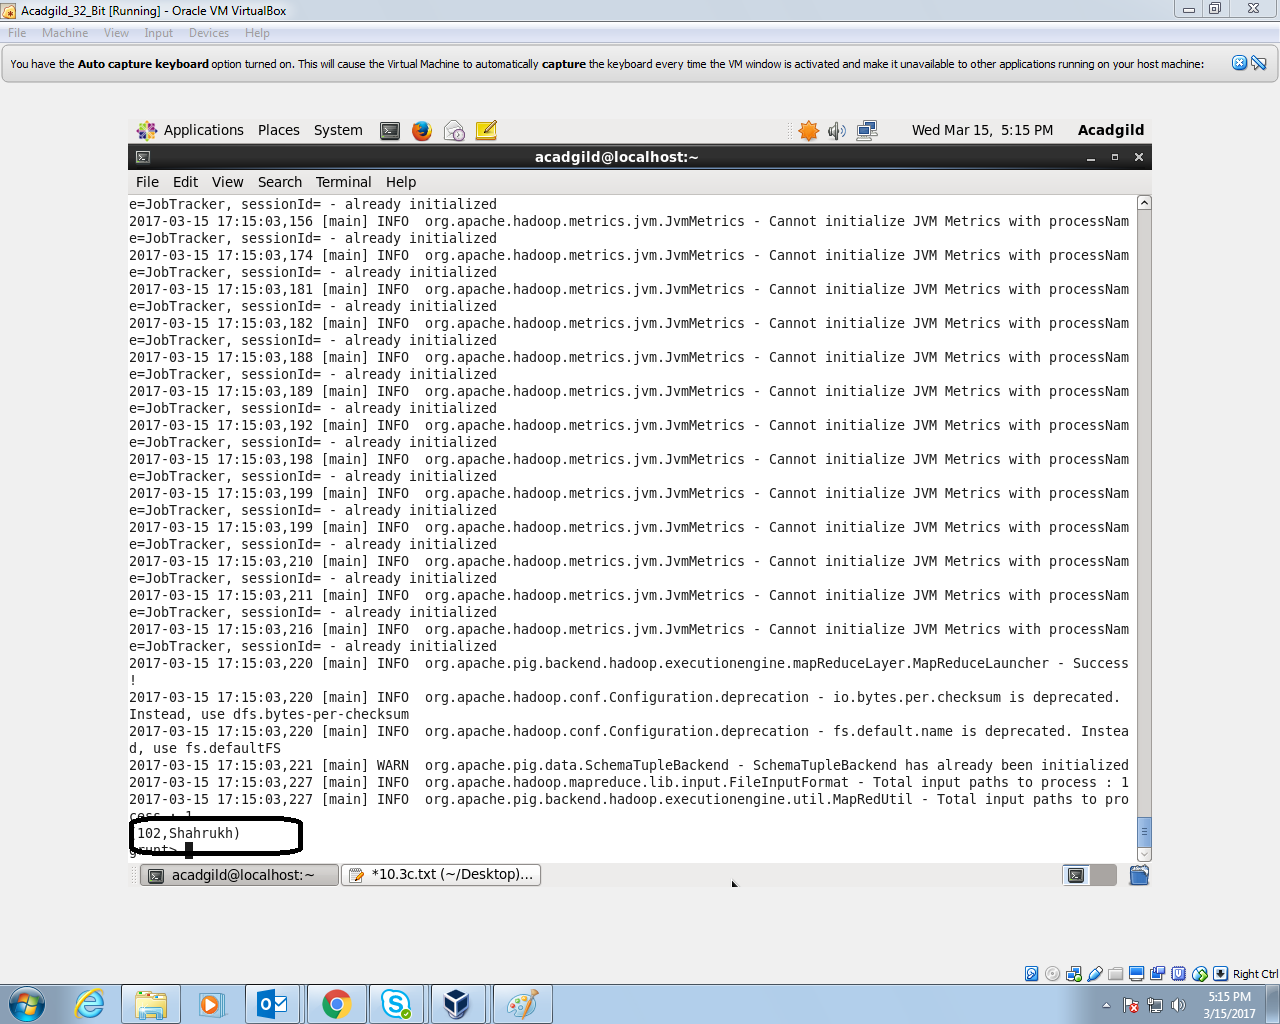 Acadgild_32_Bit [Running] - Oracle VM VirtualBox
File Machine View Input Devices Help
You have the Auto capture keyboard option turned on. This will cause the Virtual Machine to automatically capture the keyboard every time the VM window is activated and make it unavailable to other applications running on your host machine:
Applications Places System Wed Mar 15, 5:15 PM Acadgild
acadgild@localhost:~
File Edit View Search Terminal Help
e=JobTracker, sessionId= - already initialized
2017-03-15 17:15:03,156 [main] INFO  org.apache.hadoop.metrics.jvm.JvmMetrics - Cannot initialize JVM Metrics with processNam
e=JobTracker, sessionId= - already initialized
2017-03-15 17:15:03,174 [main] INFO  org.apache.hadoop.metrics.jvm.JvmMetrics - Cannot initialize JVM Metrics with processNam
e=JobTracker, sessionId= - already initialized
2017-03-15 17:15:03,181 [main] INFO  org.apache.hadoop.metrics.jvm.JvmMetrics - Cannot initialize JVM Metrics with processNam
e=JobTracker, sessionId= - already initialized
2017-03-15 17:15:03,182 [main] INFO  org.apache.hadoop.metrics.jvm.JvmMetrics - Cannot initialize JVM Metrics with processNam
e=JobTracker, sessionId= - already initialized
2017-03-15 17:15:03,188 [main] INFO  org.apache.hadoop.metrics.jvm.JvmMetrics - Cannot initialize JVM Metrics with processNam
e=JobTracker, sessionId= - already initialized
2017-03-15 17:15:03,189 [main] INFO  org.apache.hadoop.metrics.jvm.JvmMetrics - Cannot initialize JVM Metrics with processNam
e=JobTracker, sessionId= - already initialized
2017-03-15 17:15:03,192 [main] INFO  org.apache.hadoop.metrics.jvm.JvmMetrics - Cannot initialize JVM Metrics with processNam
e=JobTracker, sessionId= - already initialized
2017-03-15 17:15:03,198 [main] INFO  org.apache.hadoop.metrics.jvm.JvmMetrics - Cannot initialize JVM Metrics with processNam
e=JobTracker, sessionId= - already initialized
2017-03-15 17:15:03,199 [main] INFO  org.apache.hadoop.metrics.jvm.JvmMetrics - Cannot initialize JVM Metrics with processNam
e=JobTracker, sessionId= - already initialized
2017-03-15 17:15:03,199 [main] INFO  org.apache.hadoop.metrics.jvm.JvmMetrics - Cannot initialize JVM Metrics with processNam
e=JobTracker, sessionId= - already initialized
2017-03-15 17:15:03,210 [main] INFO  org.apache.hadoop.metrics.jvm.JvmMetrics - Cannot initialize JVM Metrics with processNam
e=JobTracker, sessionId= - already initialized
2017-03-15 17:15:03,211 [main] INFO  org.apache.hadoop.metrics.jvm.JvmMetrics - Cannot initialize JVM Metrics with processNam
e=JobTracker, sessionId= - already initialized
2017-03-15 17:15:03,216 [main] INFO  org.apache.hadoop.metrics.jvm.JvmMetrics - Cannot initialize JVM Metrics with processNam
e=JobTracker, sessionId= - already initialized
2017-03-15 17:15:03,220 [main] INFO  org.apache.pig.backend.hadoop.executionengine.mapReduceLayer.MapReduceLauncher - Success
!
2017-03-15 17:15:03,220 [main] INFO  org.apache.hadoop.conf.Configuration.deprecation - io.bytes.per.checksum is deprecated.
Instead, use dfs.bytes-per-checksum
2017-03-15 17:15:03,220 [main] INFO  org.apache.hadoop.conf.Configuration.deprecation - fs.default.name is deprecated. Instea
d, use fs.defaultFS
2017-03-15 17:15:03,221 [main] WARN  org.apache.pig.data.SchemaTupleBackend - SchemaTupleBackend has already been initialized
2017-03-15 17:15:03,227 [main] INFO  org.apache.hadoop.mapreduce.lib.input.FileInputFormat - Total input paths to process : 1
2017-03-15 17:15:03,227 [main] INFO  org.apache.pig.backend.hadoop.executionengine.util.MapRedUtil - Total input paths to pro
cess : 1
102,Shahrukh)
grunt>
acadgild@localhost:~ *10.3c.txt (~/Desktop)...
Right Ctrl
5:15 PM
3/15/2017